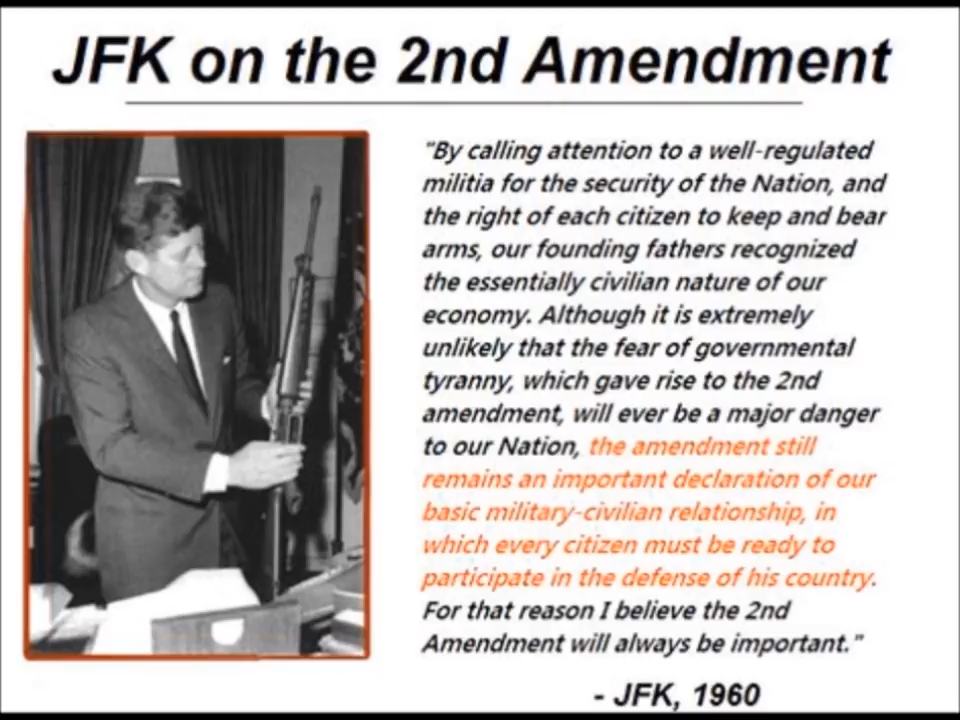 JFK on the 2nd Amendment
"By calling attention to a well-regulated
militia for the security of the Nation, and
the right of each citizen to keep and bear
arms, our founding fathers recognized
the essentially civilian nature of our
economy. Although it is extremely
unlikely that the fear of governmental
tyranny, which gave rise to the 2nd
amendment, will ever be a major danger
to our Nation, the amendment still
remains an important declaration of our
basic military-civilian relationship, in
which every citizen must be ready to
participate in the defense of his country.
For that reason I believe the 2nd
Amendment will always be important."
- JFK, 1960